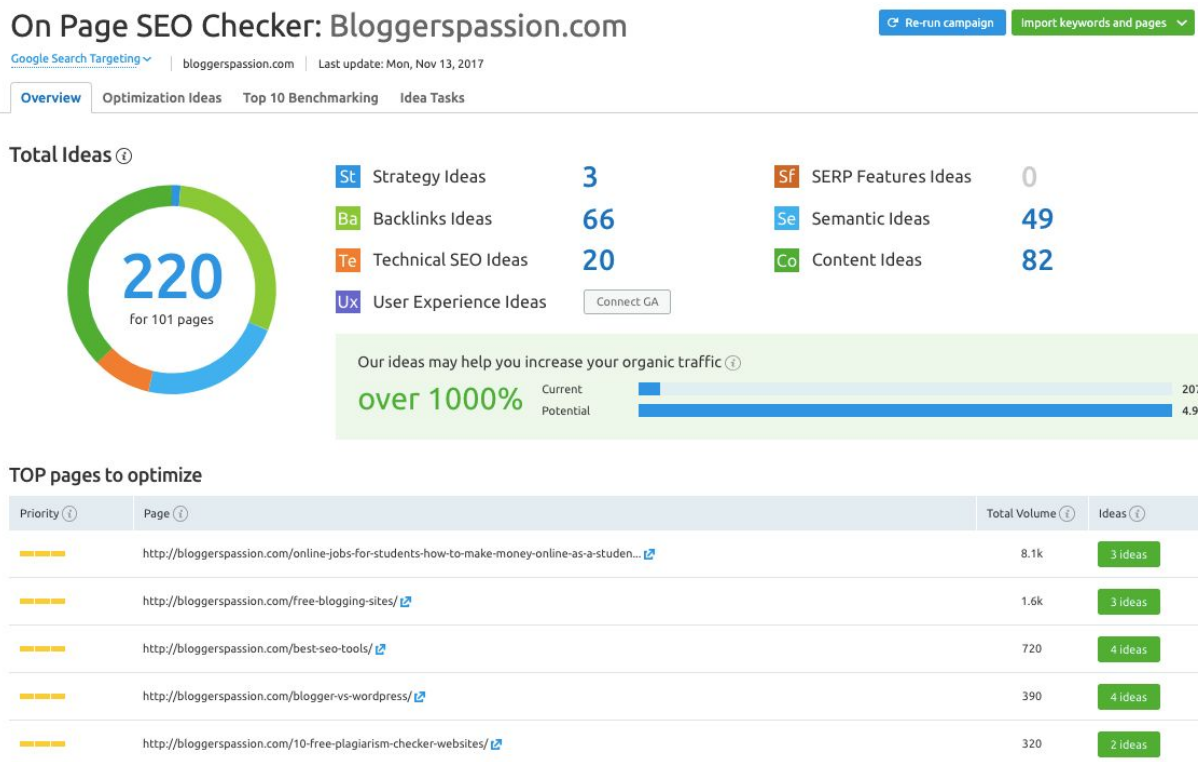 On Page SEO Checker: Bloggerspassion.com
Re-run campaign
Import keywords and pages
Google Search Targeting
bloggerspassion.com
Last update: Mon, Nov 13, 2017
Overview
Optimization Ideas
Top 10 Benchmarking
Idea Tasks
Total Ideas
220
for 101 pages
St Strategy Ideas 3
Ba Backlinks Ideas 66
Te Technical SEO Ideas 20
Ux User Experience Ideas Connect GA
Sf SERP Features Ideas 0
Se Semantic Ideas 49
Co Content Ideas 82
Our ideas may help you increase your organic traffic
over 1000%
Current 207
Potential 4.9
TOP pages to optimize
Priority Page Total Volume Ideas
http://bloggerspassion.com/online-jobs-for-students-how-to-make-money-online-as-a-studen... 8.1k 3 ideas
http://bloggerspassion.com/free-blogging-sites/ 1.6k 3 ideas
http://bloggerspassion.com/best-seo-tools/ 720 4 ideas
http://bloggerspassion.com/blogger-vs-wordpress/ 390 4 ideas
http://bloggerspassion.com/10-free-plagiarism-checker-websites/ 320 2 ideas